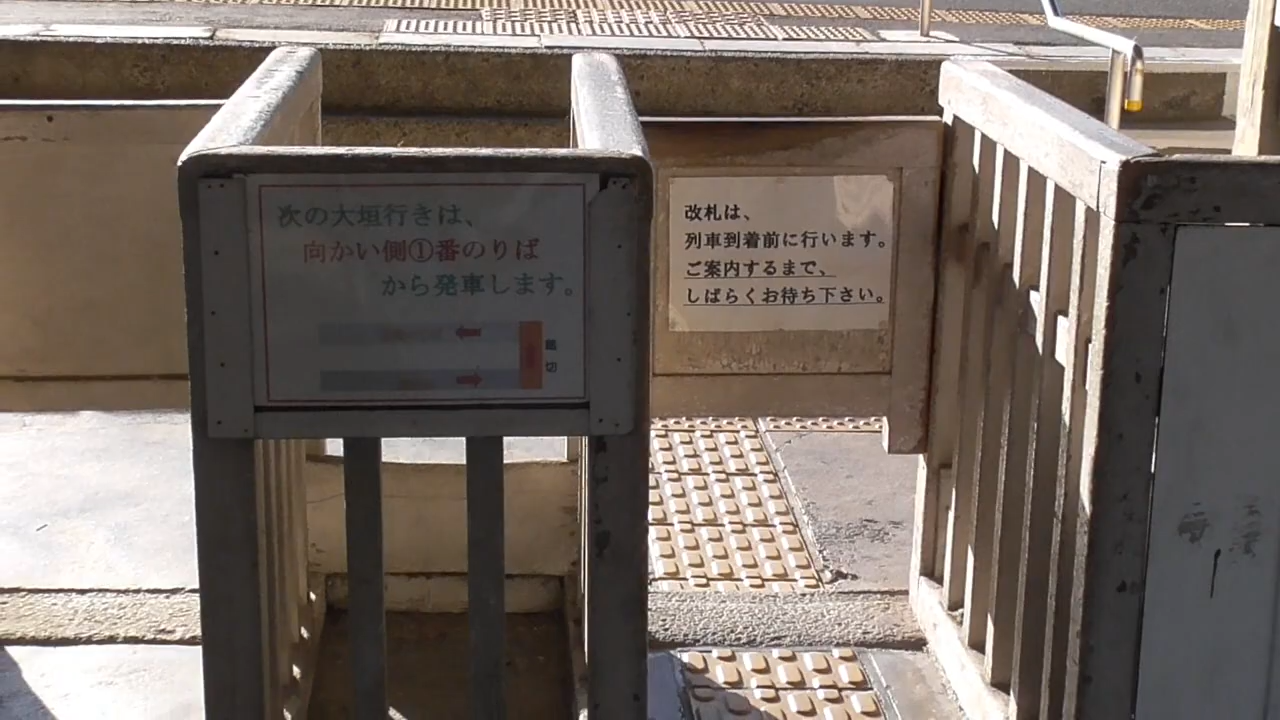 次の大垣行きは、
向かい側①番のりば
から発車します。
改札は、
列車到着前に行います。
ご案内するまで、
しばらくお待ち下さい。